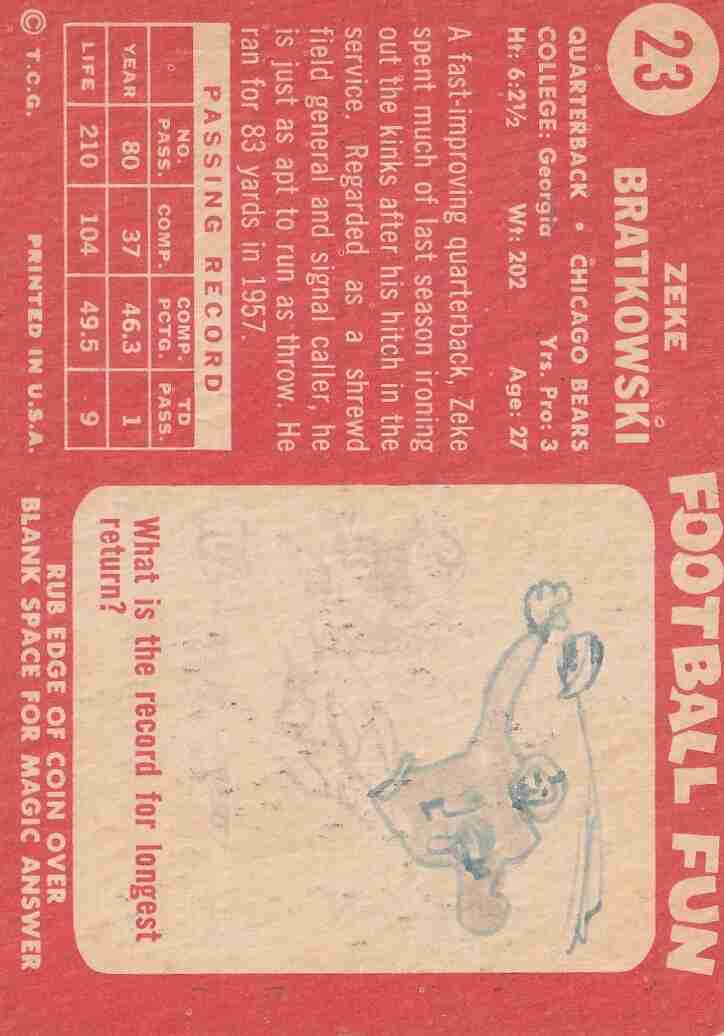 23
ZEKE
BRATKOWSKI
QUARTERBACK • CHICAGO BEARS
COLLEGE: Georgia Yrs. Pro: 3
Ht: 6:2½ Wt: 202 Age: 27
A fast-improving quarterback, Zeke
spent much of last season ironing
out the kinks after his hitch in the
service. Regarded as a shrewd
field general and signal caller, he
is just as apt to run as throw. He
ran for 83 yards in 1957.
PASSING RECORD
NO. PASS. COMP. COMP. PCTG. TD PASS.
YEAR 80 37 46.3 1
LIFE 210 104 49.5 9
© T.C.G. PRINTED IN U.S.A.
FOOTBALL FUN
What is the record for longest
return?
RUB EDGE OF COIN OVER
BLANK SPACE FOR MAGIC ANSWER